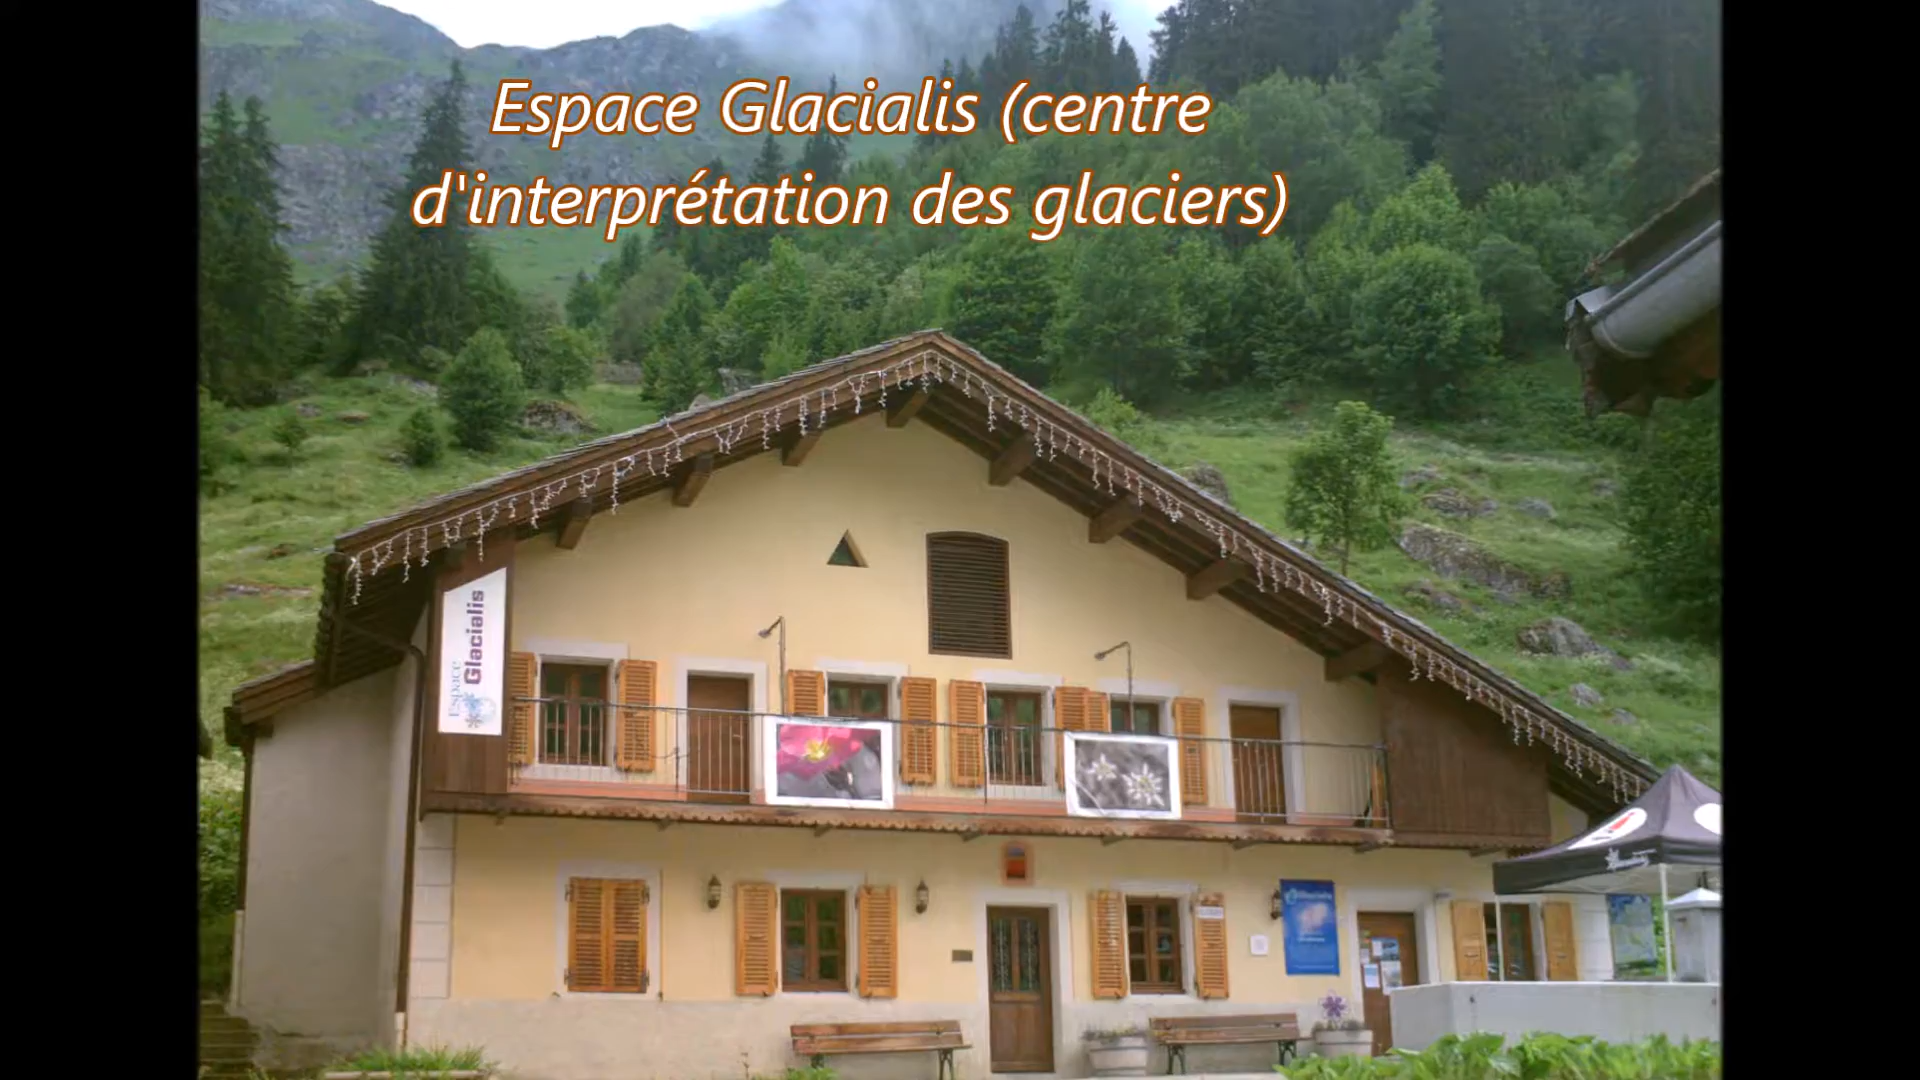 Espace Glacialis (centre
d'interprétation des glaciers)
Espace
Glacialis